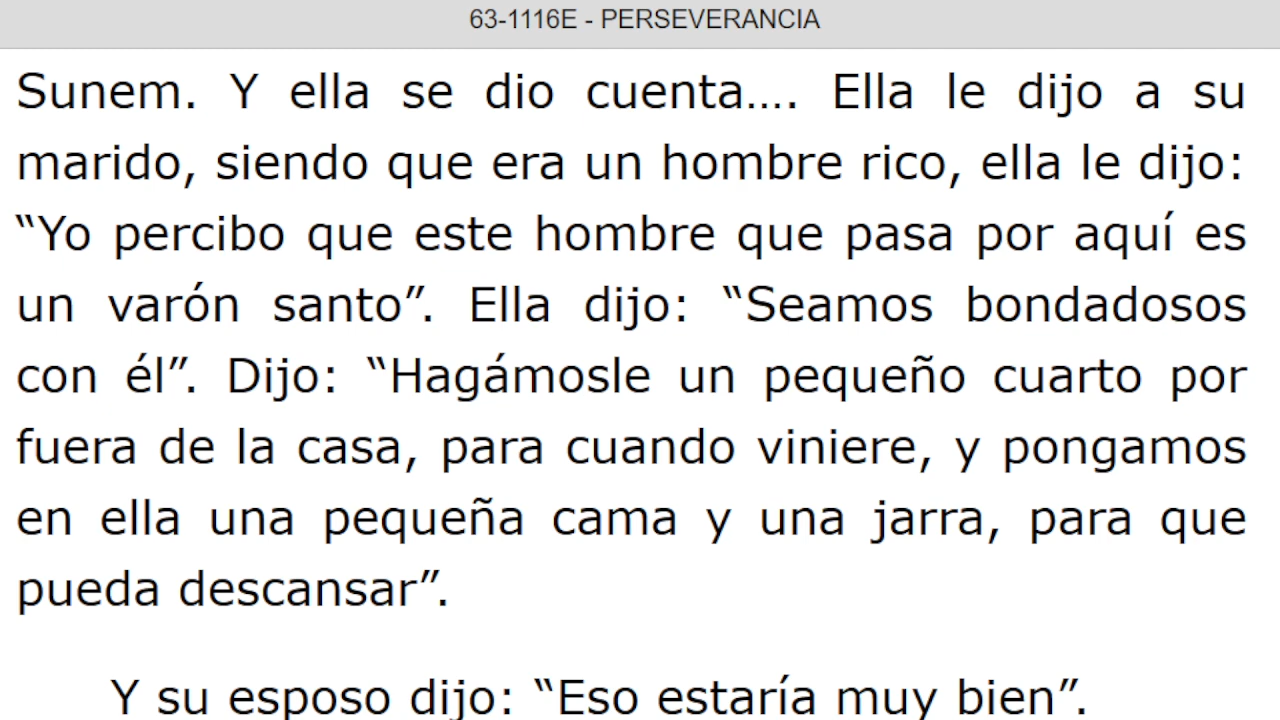 63-1116E - PERSEVERANCIA
Sunem. Y ella se dio cuenta.... Ella le dijo a su
marido, siendo que era un hombre rico, ella le dijo:
“Yo percibo que este hombre que pasa por aquí es
un varón santo”. Ella dijo: “Seamos bondadosos
con él”. Dijo: “Hagámosle un pequeño cuarto por
fuera de la casa, para cuando viniere, y pongamos
en ella una pequeña cama y una jarra, para que
pueda descansar”.
Y su esposo dijo: “Eso estaría muy bien”.